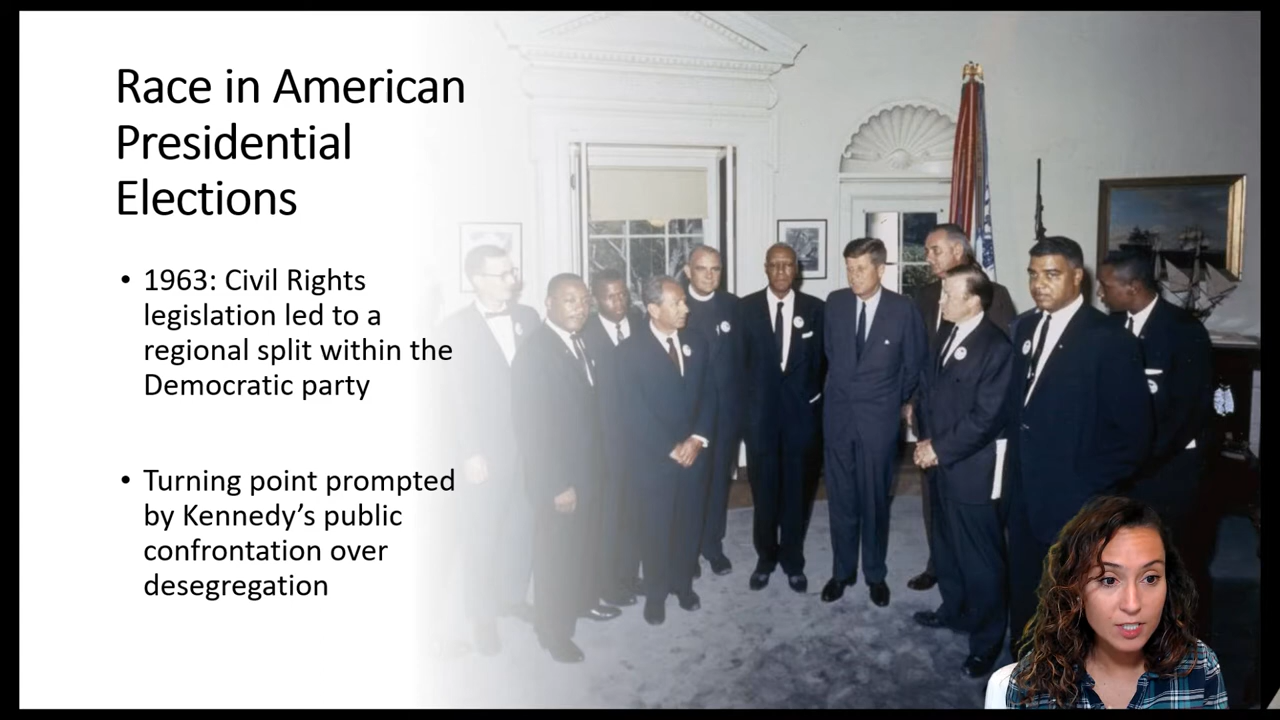 Race in American
Presidential
Elections
• 1963: Civil Rights
legislation led to a
regional split within the
Democratic party
• Turning point prompted
by Kennedy’s public
confrontation over
desegregation